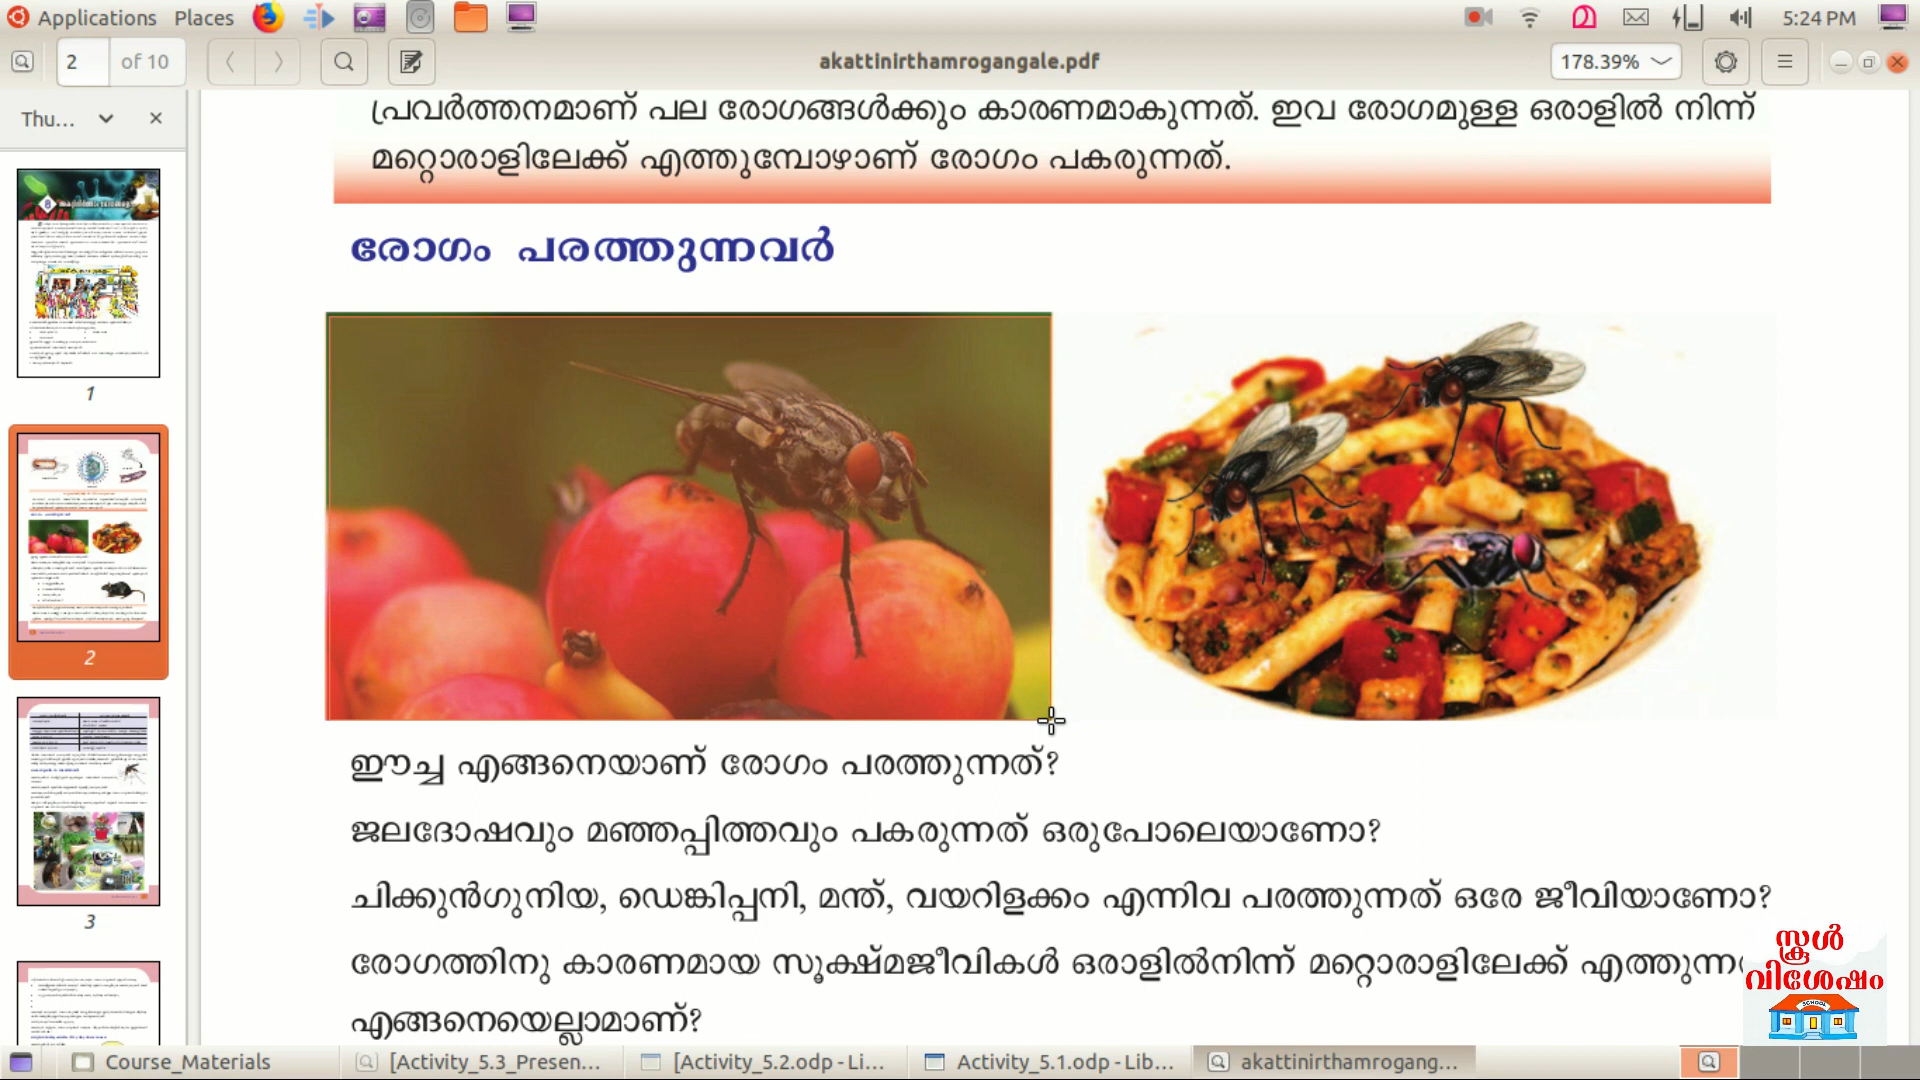 Applications Places 5:24 PM
2 of 10 akattinirthamrogangale.pdf 178.39%
Thu...
1
2
3
പ്രവർത്തനമാണ് പല രോഗങ്ങൾക്കും കാരണമാകുന്നത്. ഇവ രോഗമുള്ള ഒരാളിൽ നിന്ന്
മറ്റൊരാളിലേക്ക് എത്തുമ്പോഴാണ് രോഗം പകരുന്നത്.
രോഗം പരത്തുന്നവർ
ഈച്ച എങ്ങനെയാണ് രോഗം പരത്തുന്നത്?
ജലദോഷവും മഞ്ഞപ്പിത്തവും പകരുന്നത് ഒരുപോലെയാണോ?
ചിക്കുൻഗുനിയ, ഡെങ്കിപ്പനി, മന്ത്, വയറിളക്കം എന്നിവ പരത്തുന്നത് ഒരേ ജീവിയാണോ?
രോഗത്തിനു കാരണമായ സൂക്ഷ്മജീവികൾ ഒരാളിൽനിന്ന് മറ്റൊരാളിലേക്ക്
എങ്ങനെയെല്ലാമാണ്?
സ്കൂൾ
വിശേഷം
SCHOOL
Course_Materials [Activity_5.3_Presen... [Activity_5.2.odp - Li... Activity_5.1.odp - Lib... akattinirthamrogang...